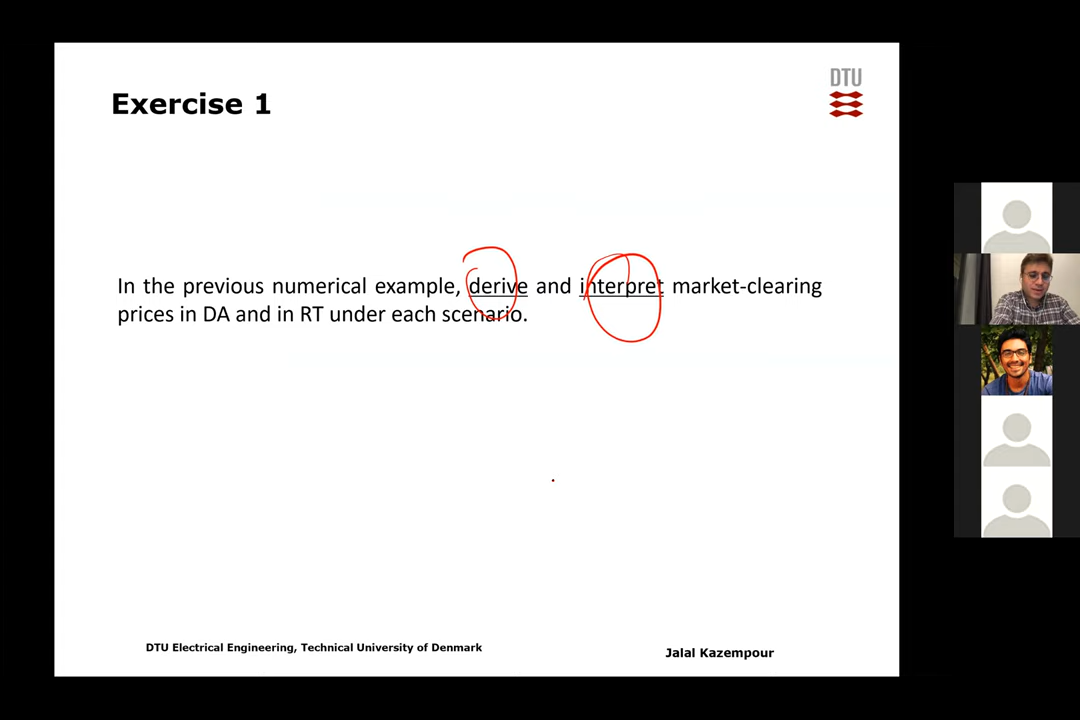 DTU
Exercise 1
In the previous numerical example, derive and interpret market-clearing
prices in DA and in RT under each scenario.
DTU Electrical Engineering, Technical University of Denmark
Jalal Kazempour